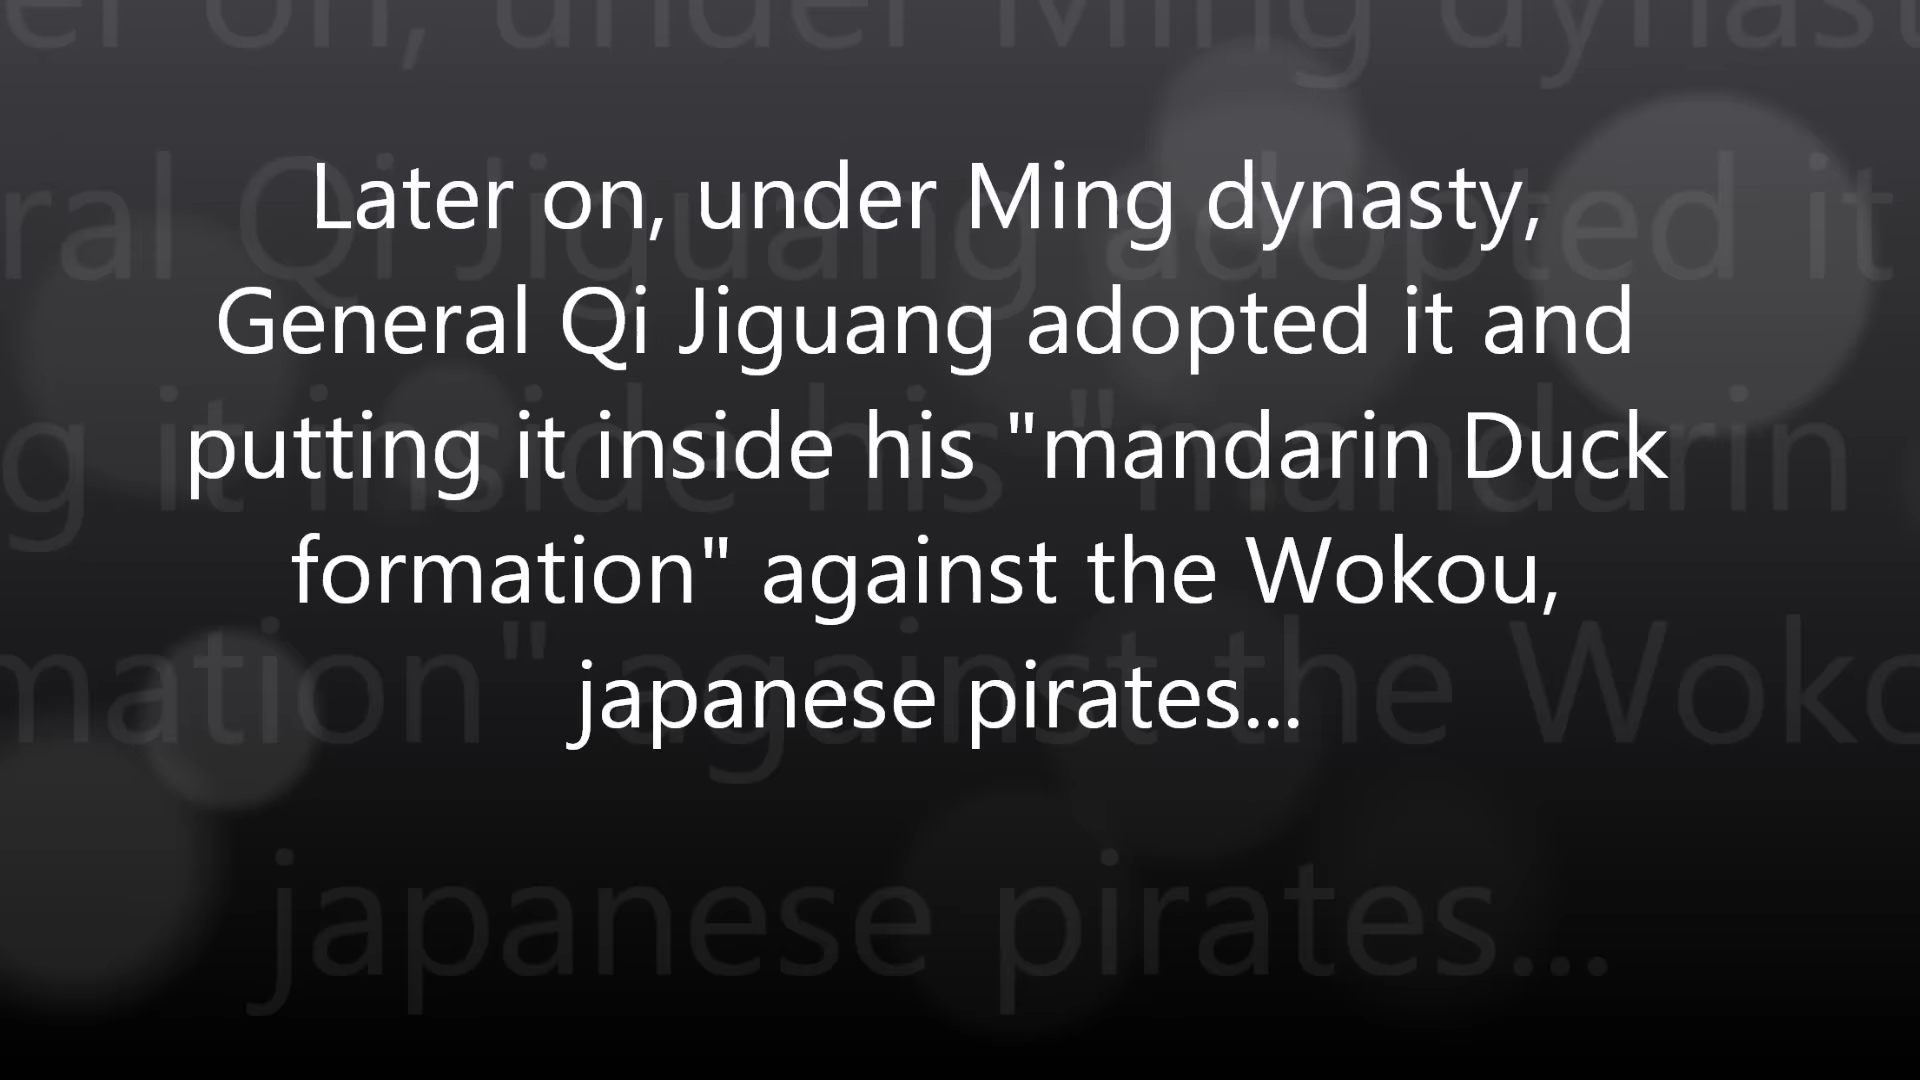 Later on, under Ming dynasty,
General Qi Jiguang adopted it and
putting it inside his "mandarin Duck
formation" against the Wokou,
japanese pirates...